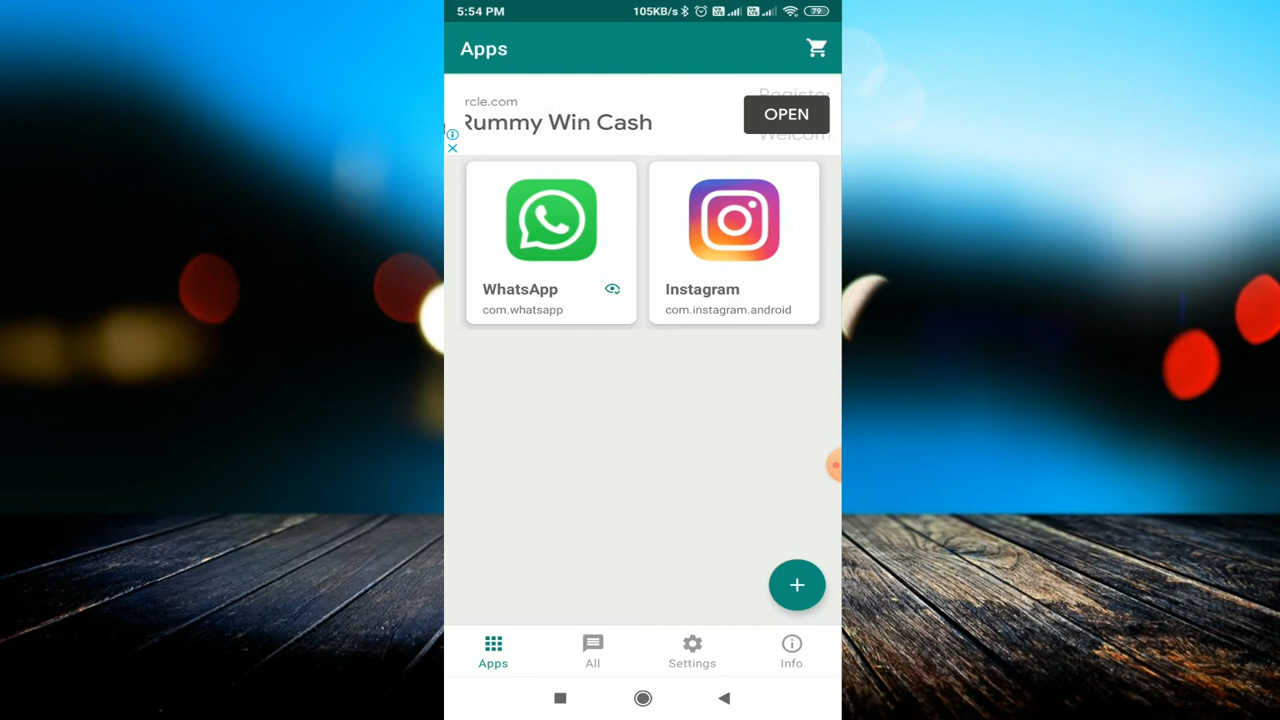 5:54 PM 105KB/s 79
Apps
rcle.com
Rummy Win Cash
OPEN
WhatsApp
com.whatsapp
Instagram
com.instagram.android
Apps
All
Settings
Info